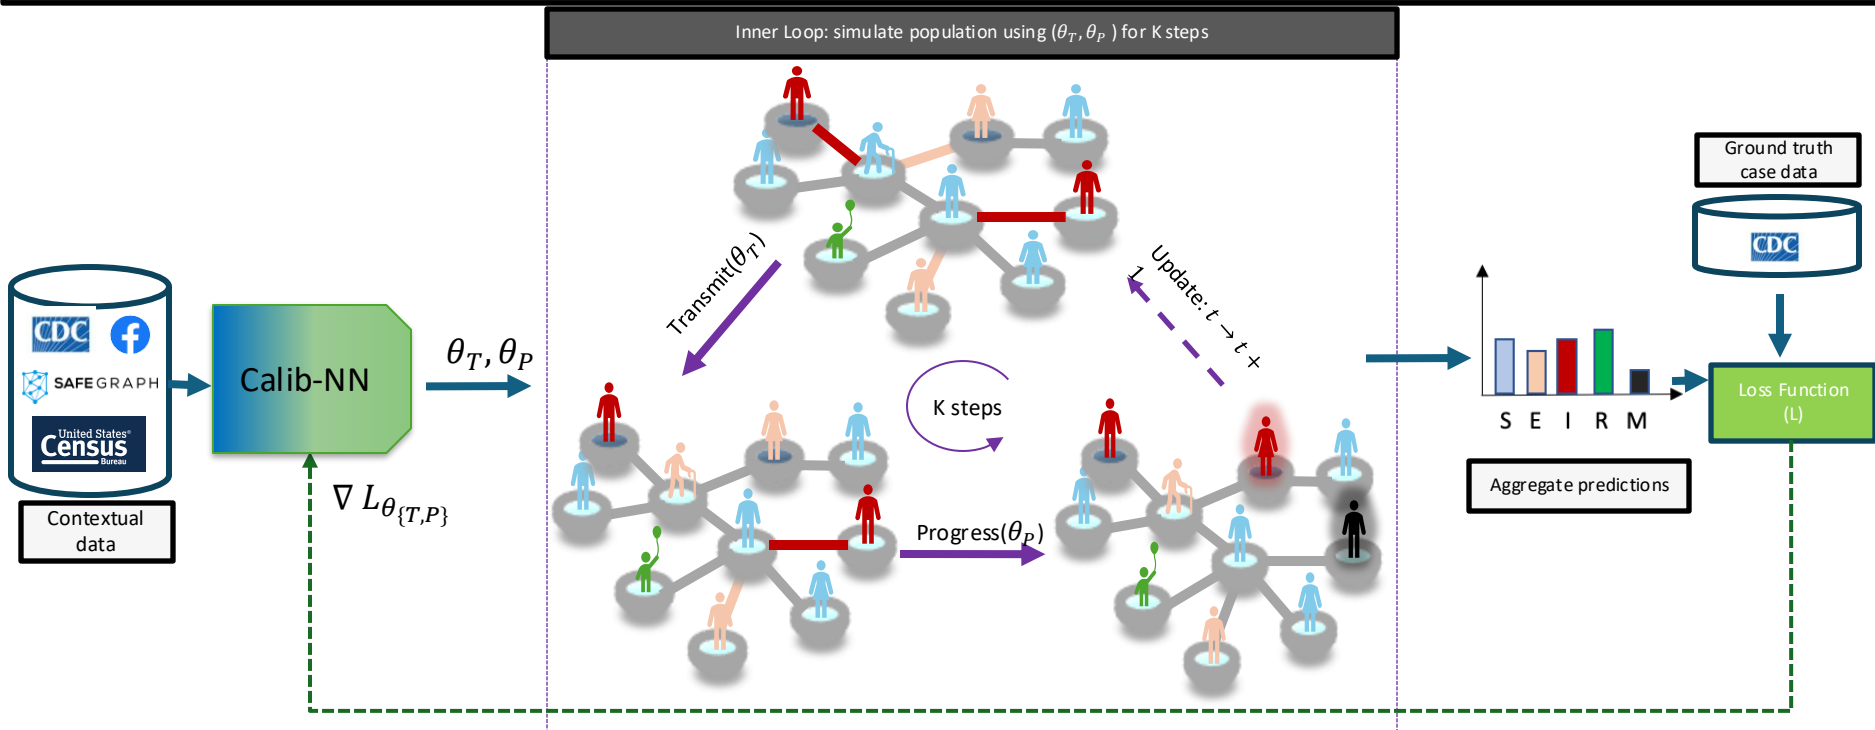 Inner Loop: simulate population using (θ_T, θ_P ) for K steps
Ground truth
case data
CDC
CDC
SAFEGRAPH
United States®
Census
Bureau
Contextual
data
Calib-NN
θ_T, θ_P
∇ L_θ_{T,P}
Transmit(θ_T)
K steps
Progress(θ_P)
Update: t → t +
1
S E I R M
Aggregate predictions
Loss Function
(L)